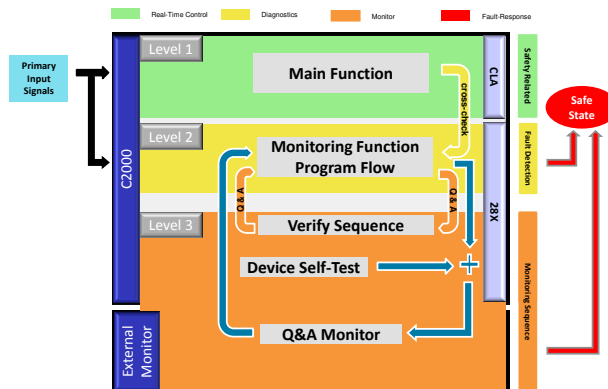 Real-Time Control
Diagnostics
Monitor
Fault-Response
Primary
Input
Signals
C2000
Level 1
Main Function
CLA
Safety Related
cross-check
Safe
State
Level 2
Monitoring Function
Program Flow
Fault Detection
28X
Q & A
Q & A
Level 3
Verify Sequence
Device Self-Test
Monitoring Sequence
Q&A Monitor
External
Monitor